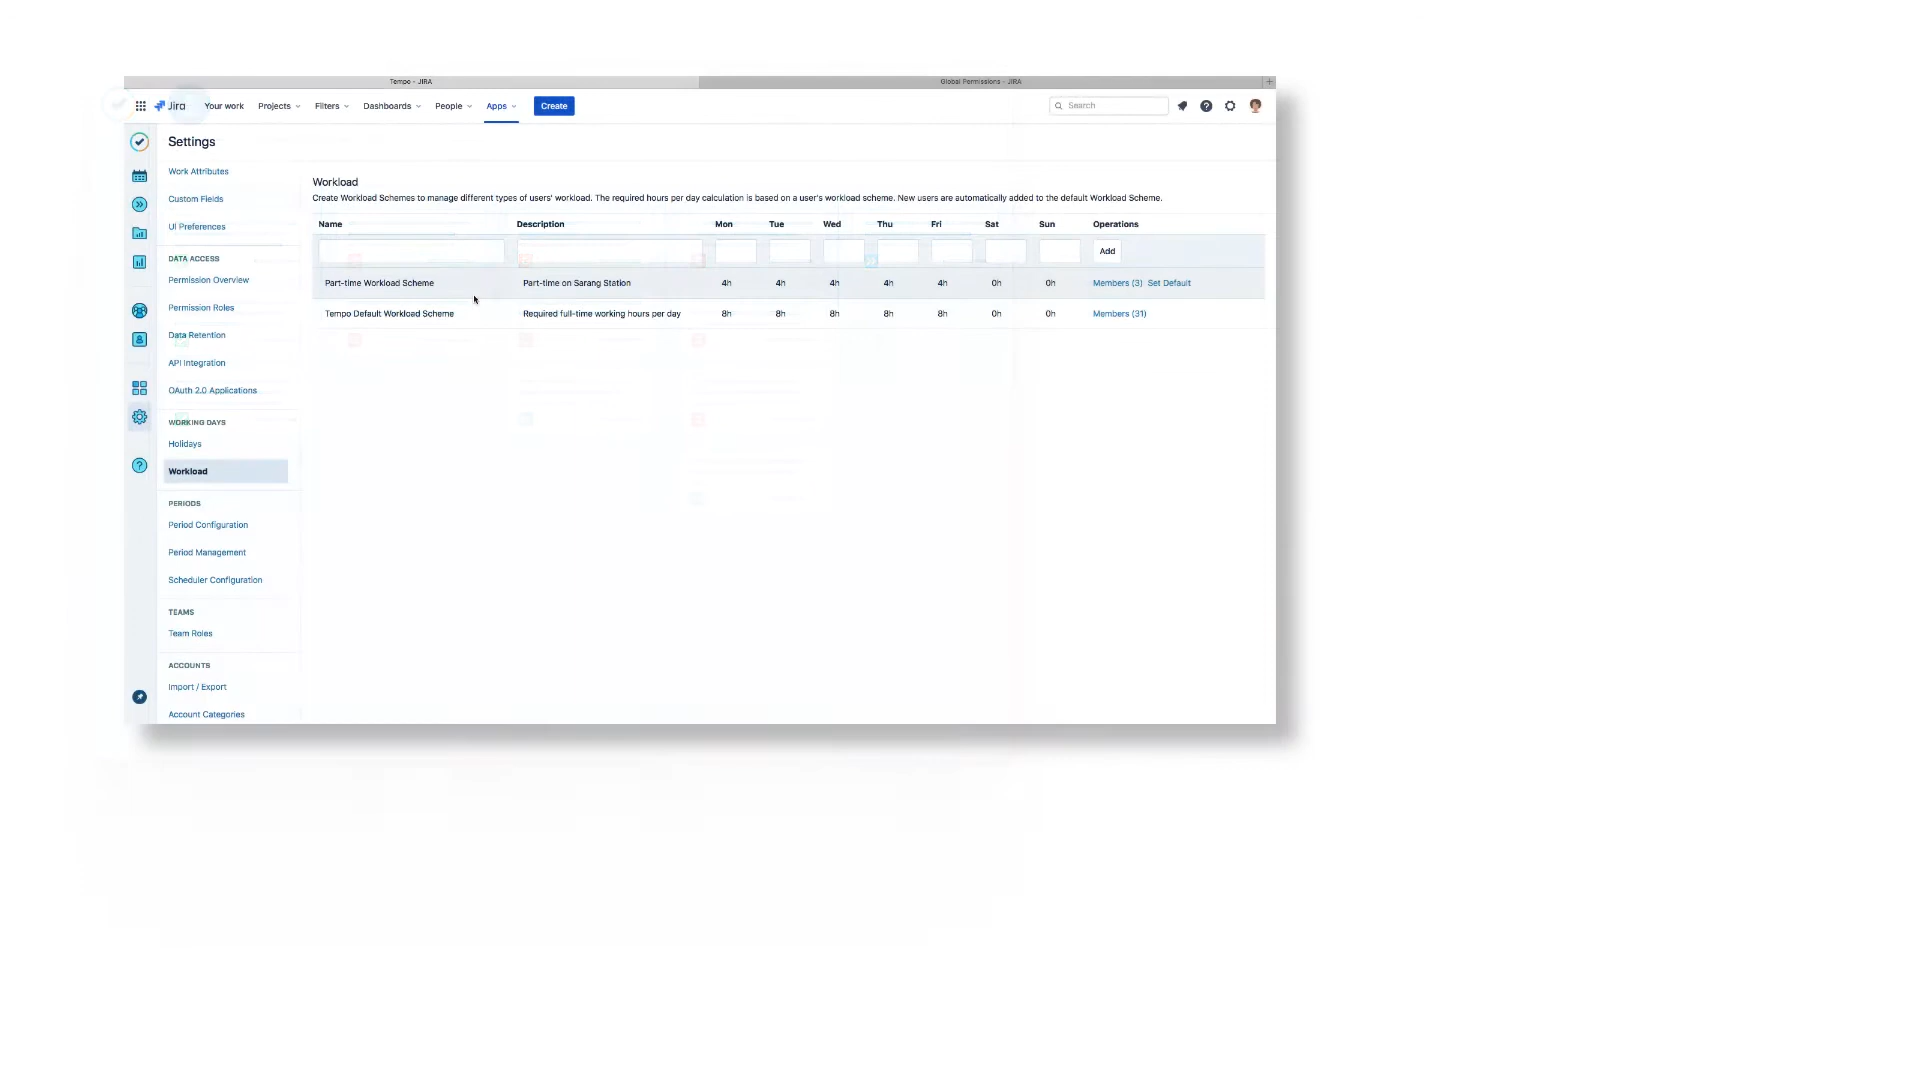 Tempo - JIRA
Global Permissions - JIRA
Jira Your work Projects Filters Dashboards People Apps Create Search
Settings
Work Attributes
Custom Fields
UI Preferences
DATA ACCESS
Permission Overview
Permission Roles
Data Retention
API Integration
OAuth 2.0 Applications
WORKING DAYS
Holidays
Workload
PERIODS
Period Configuration
Period Management
Scheduler Configuration
TEAMS
Team Roles
ACCOUNTS
Import / Export
Account Categories
Workload
Create Workload Schemes to manage different types of users' workload. The required hours per day calculation is based on a user's workload scheme. New users are automatically added to the default Workload Scheme.
Name Description Mon Tue Wed Thu Fri Sat Sun Operations
Add
Part-time Workload Scheme Part-time on Sarang Station 4h 4h 4h 4h 4h 0h 0h Members (3) Set Default
Tempo Default Workload Scheme Required full-time working hours per day 8h 8h 8h 8h 8h 0h 0h Members (31)